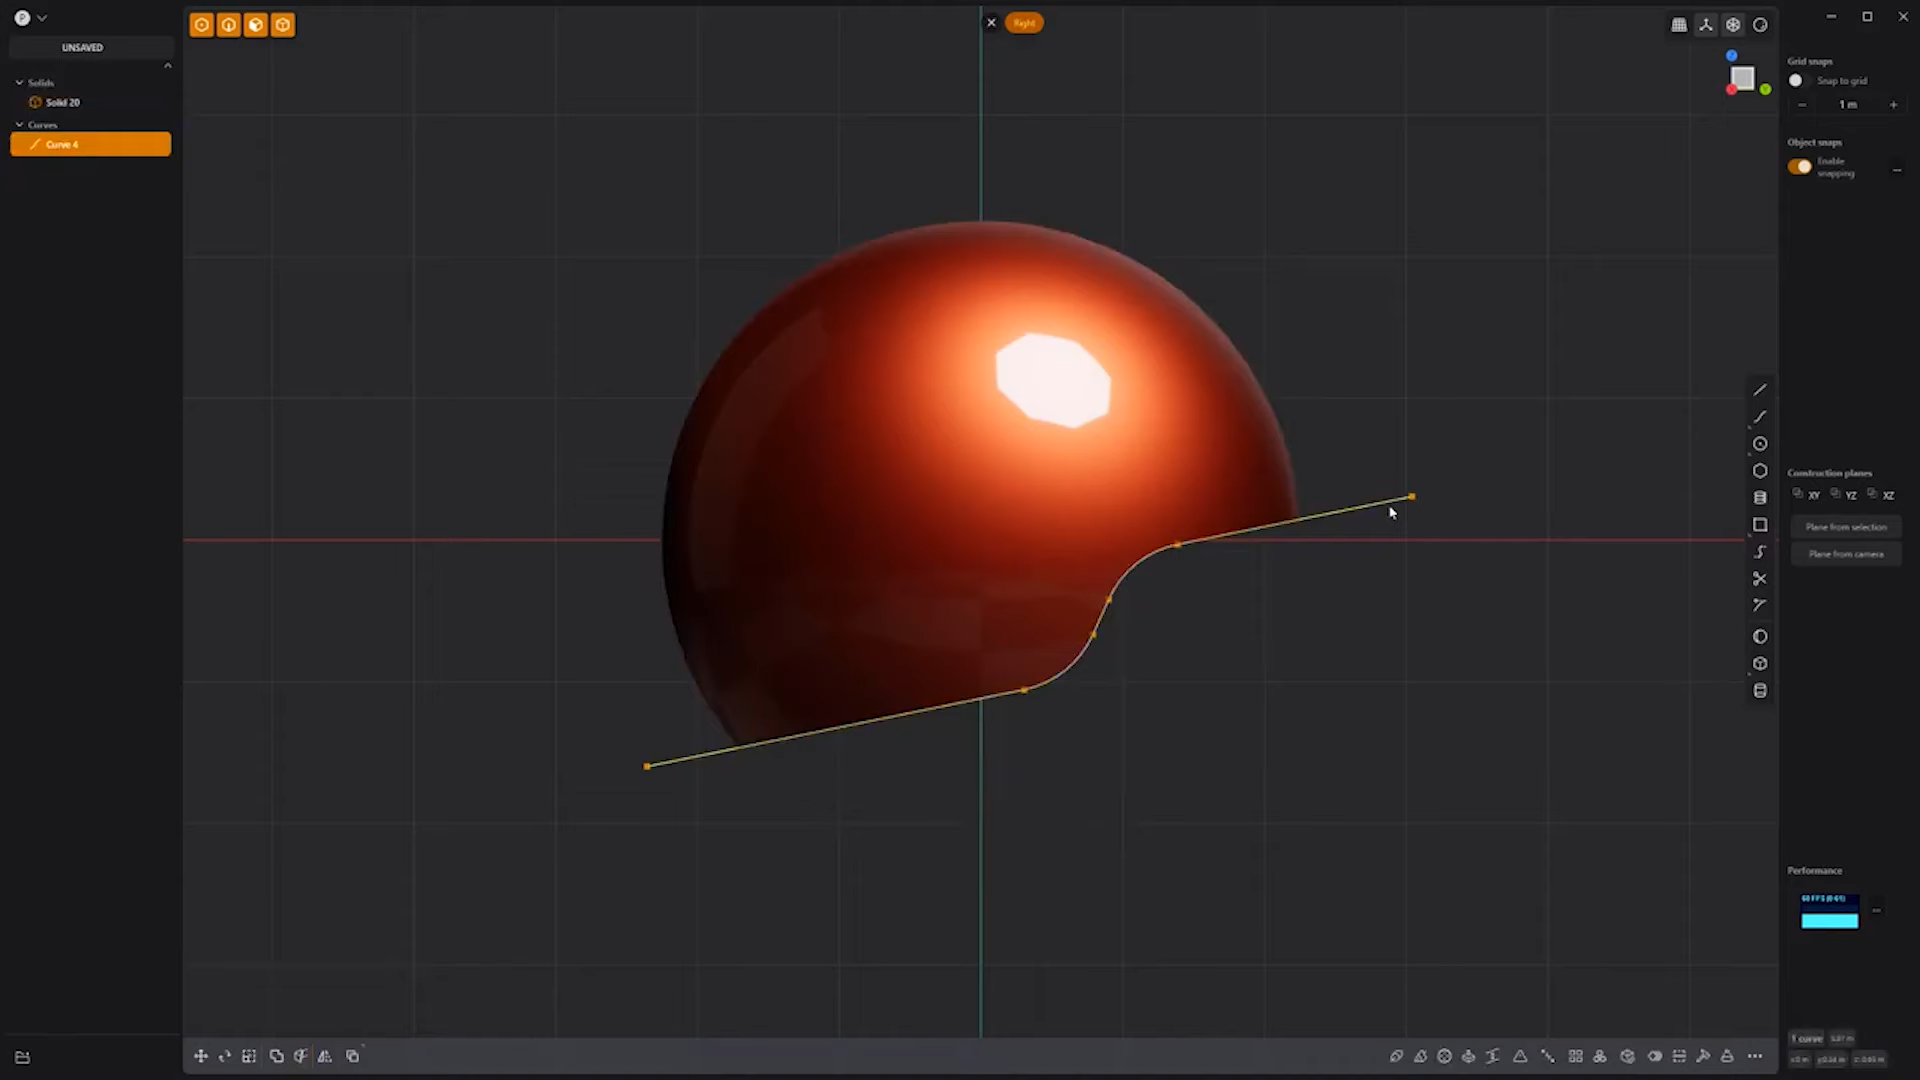 P
UNSAVED
Solids
Solid 20
Curves
Curve 4
Right
Grid snaps
Snap to grid
1 m
Object snaps
Enable
snapping
Construction planes
XY YZ XZ
Plane from selection
Plane from camera
Performance
1 curve